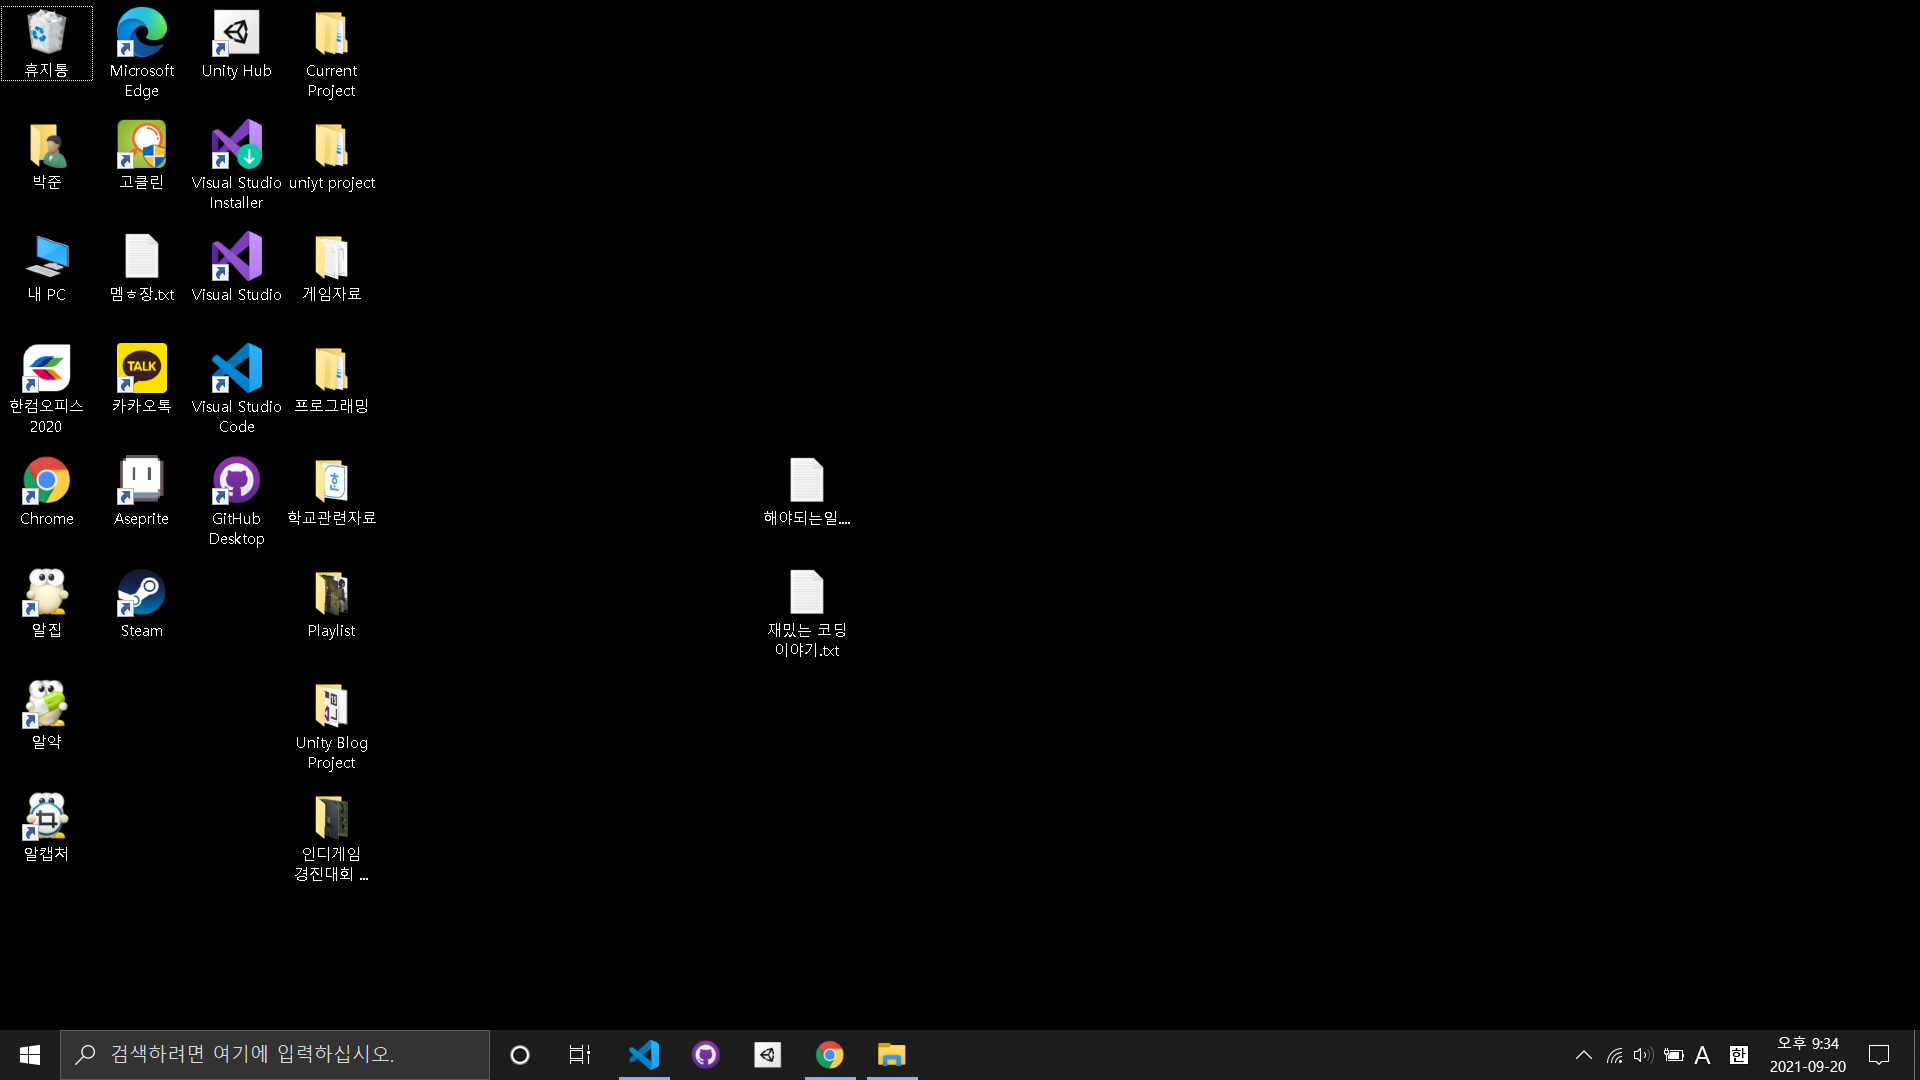 휴지통
Microsoft
Edge
Unity Hub
Current
Project
박준
고클린
Visual Studio
Installer
uniyt project
내 PC
멤ㅎ장.txt
Visual Studio
게임자료
한컴오피스
2020
TALK
카카오톡
Visual Studio
Code
프로그래밍
Chrome
Aseprite
GitHub
Desktop
학교관련자료
해야되는일....
알집
Steam
Playlist
재밌는 코딩
이야기.txt
알약
Unity Blog
Project
알캡처
인디게임
경진대회 ...
검색하려면 여기에 입력하십시오.
A
한
오후 9:34
2021-09-20